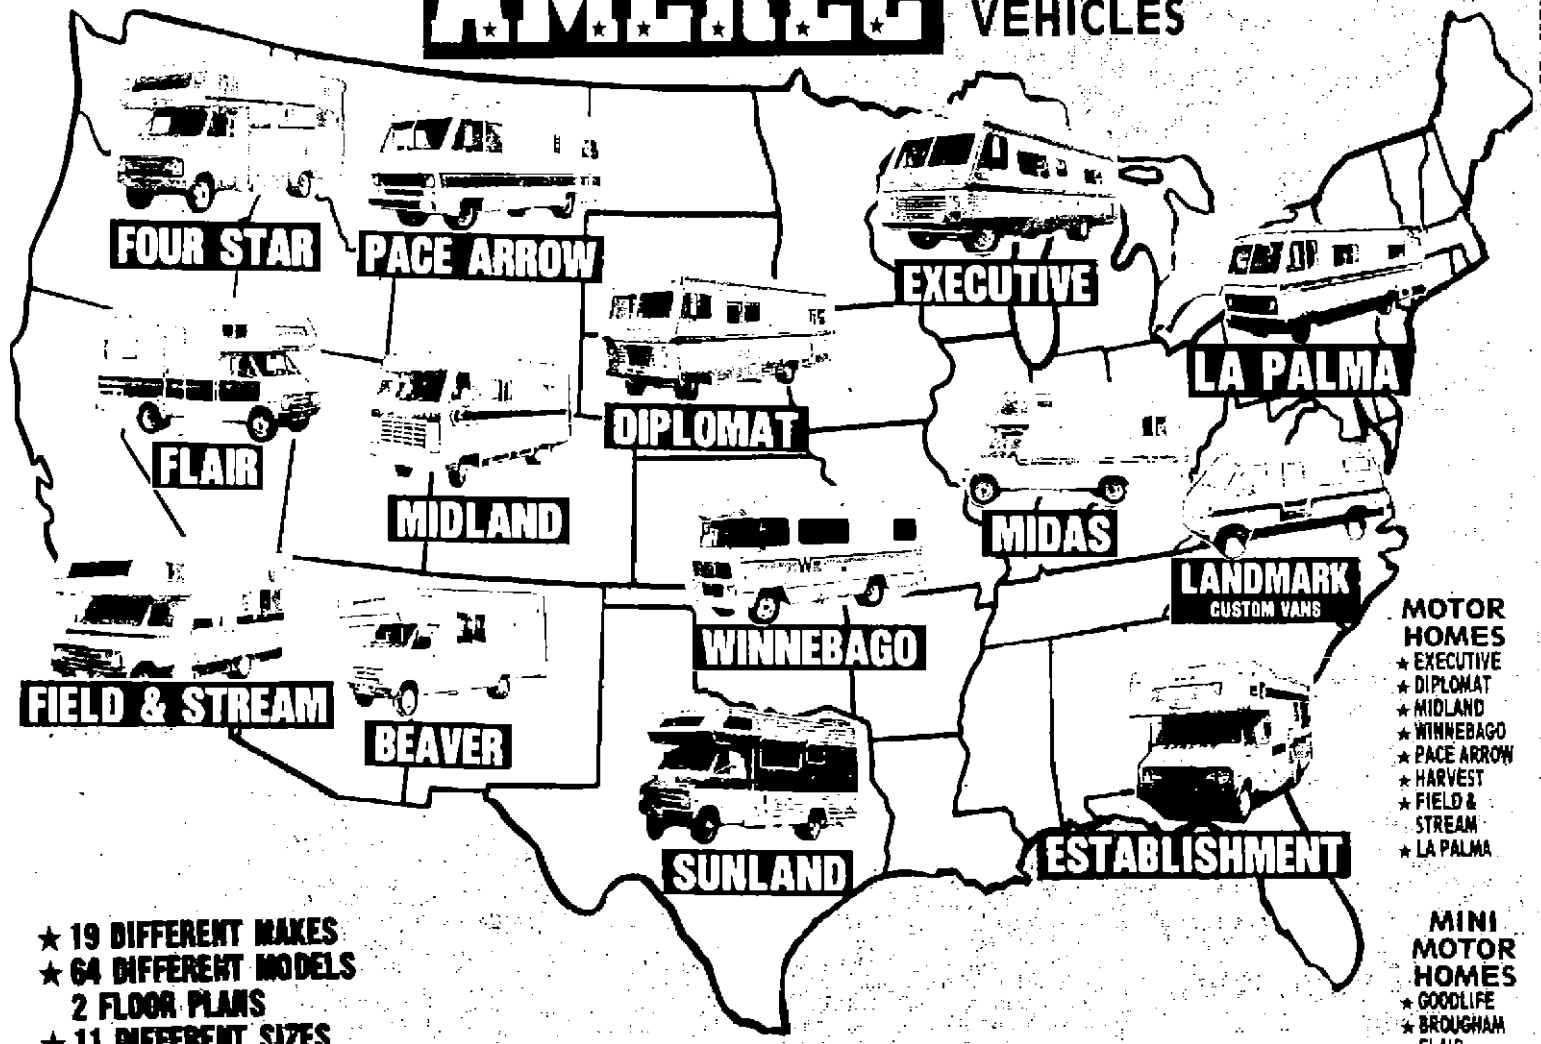 AMEREC
VEHICLES
FOUR STAR
PACE ARROW
EXECUTIVE
LA PALMA
FLAIR
MIDLAND
DIPLOMAT
MIDAS
LANDMARK
CUSTOM VANS
FIELD & STREAM
BEAVER
WINNEBAGO
SUNLAND
ESTABLISHMENT
★ 19 DIFFERENT MAKES
★ 64 DIFFERENT MODELS
2 FLOOR PLANS
★ 11 DIFFERENT SIZES
MOTOR
HOMES
★ EXECUTIVE
★ DIPLOMAT
★ MIDLAND
★ WINNEBAGO
★ PACE ARROW
★ HARVEST
★ FIELD &
STREAM
★ LA PALMA
MINI
MOTOR
HOMES
★ GOODLIFE
★ BROUGHAM
FLAIR